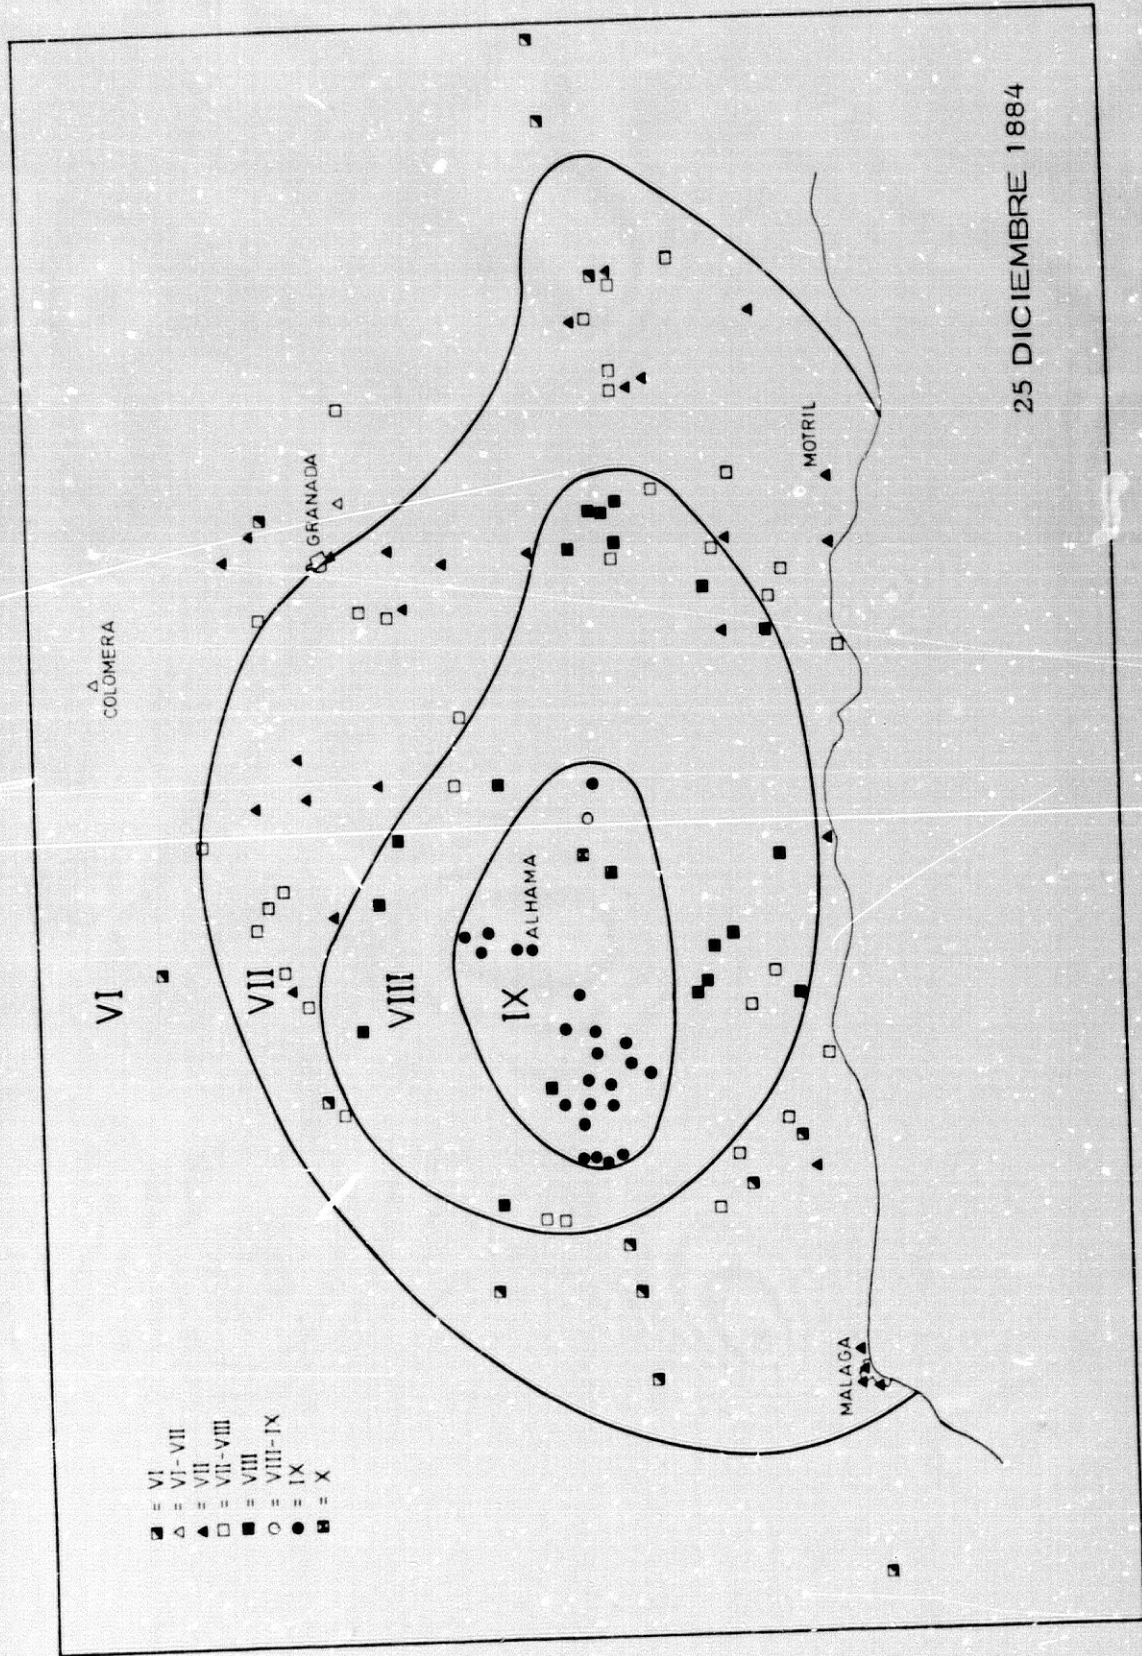 VI
COLOMERA
GRANADA
VII
VIII
IX
ALHAMA
MOTRIL
MALAGA
25 DICIEMBRE 1884
= VI
= VI-VII
= VII
= VII-VIII
= VIII
= VIII-IX
= IX
= X